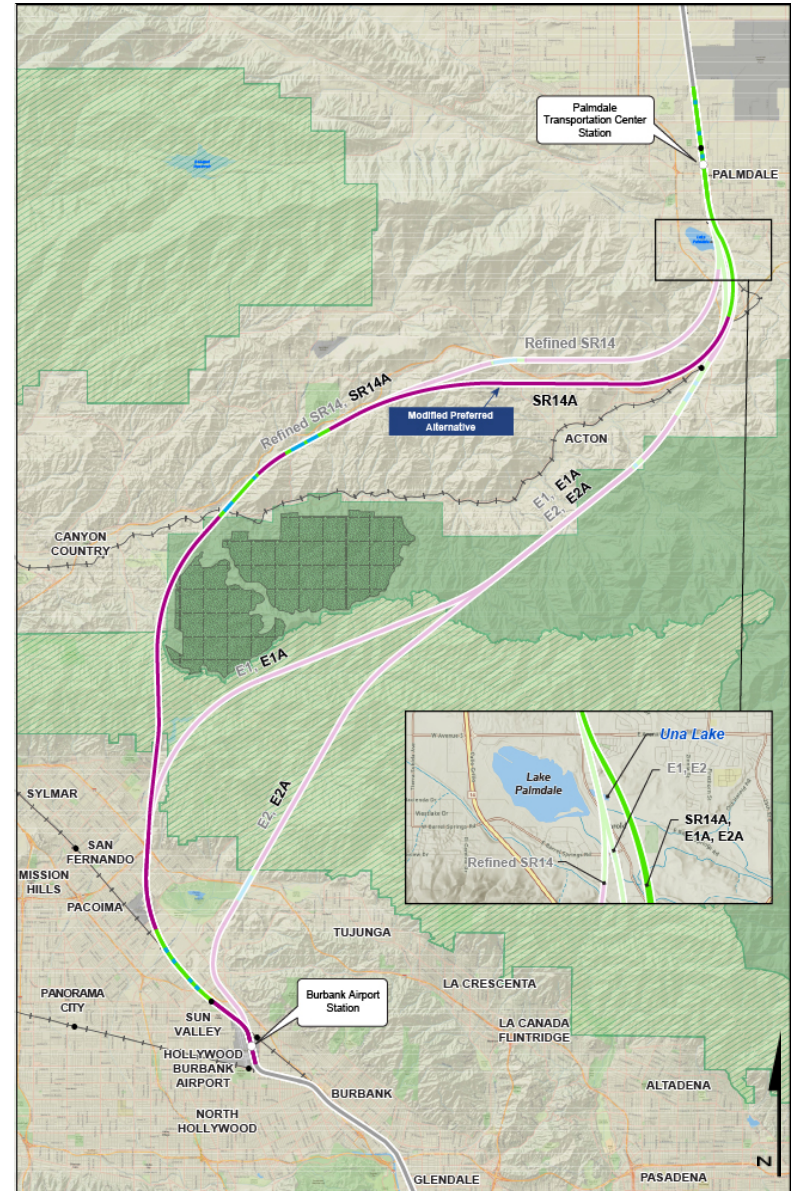 Palmdale
Transportation Center
Station
PALMDALE
Lake
Palmdale
Refined SR14
Refined SR14, SR14A
Modified Preferred
Alternative
SR14A
ACTON
E1, E1A
E2, E2A
CANYON
COUNTRY
E1, E1A
E2, E2A
Una Lake
E1, E2
Lake
Palmdale
SR14A,
E1A, E2A
Refined SR14
14
SYLMAR
SAN
FERNANDO
MISSION
HILLS
PACOIMA
TUJUNGA
LA CRESCENTA
PANORAMA
CITY
SUN
VALLEY
Burbank Airport
Station
LA CANADA
FLINTRIDGE
HOLLYWOOD
BURBANK
AIRPORT
BURBANK
ALTADENA
NORTH
HOLLYWOOD
GLENDALE
PASADENA
N